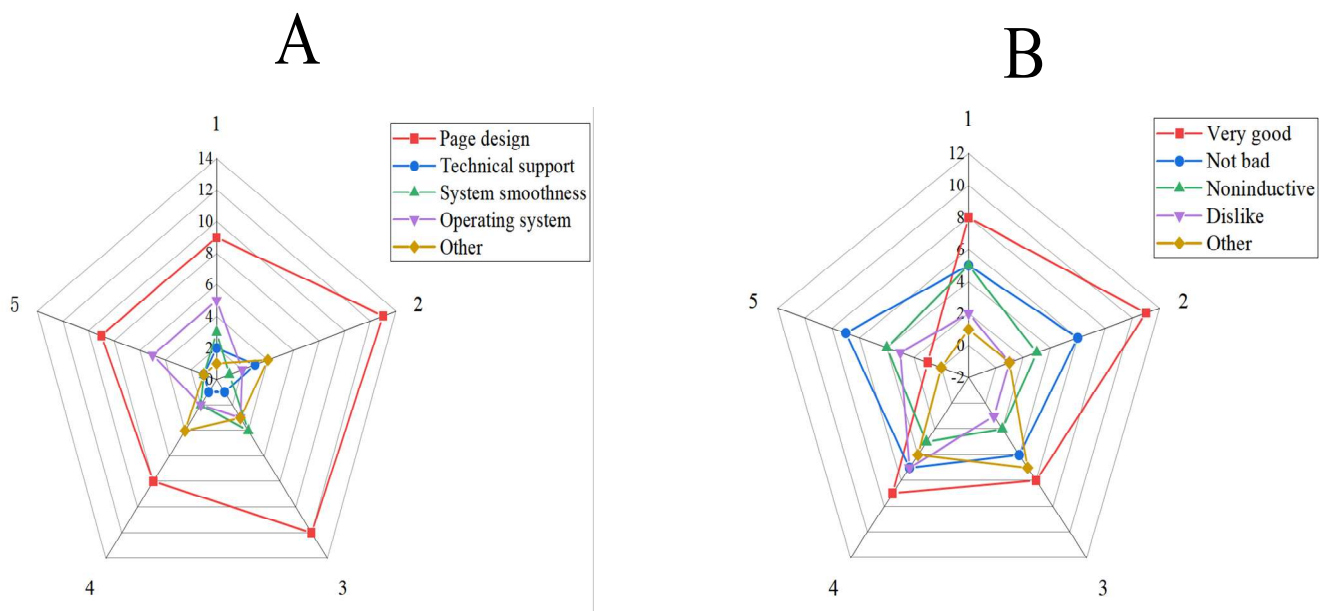 A
1
14
12
10
8
6
4
2
0
2
3
4
5
Page design
Technical support
System smoothness
Operating system
Other
B
1
12
10
8
6
4
2
0
-2
2
3
4
5
Very good
Not bad
Noninductive
Dislike
Other